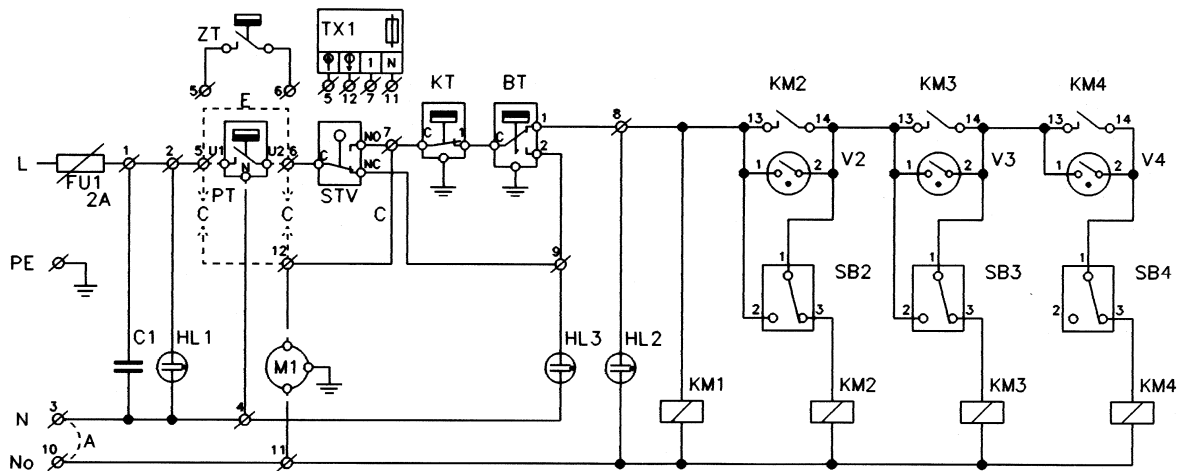 ZT
TX1
1 N
5 12 7 11
KT
BT
KM2
KM3
KM4
5 6
E
L
FU1
2A
1
2
5 U1 N U2 6
PT
C
C
C
NO
NC
STV
7
C 1
C
1
2
8
C
12
9
13 14
13 14
13 14
1 2
V2
1 2
V3
1 2
V4
PE
1
2 3
SB2
1
2 3
SB3
1
2 3
SB4
C1
HL1
M1
HL3
HL2
KM1
KM2
KM3
KM4
N
3
4
A
No
10
11